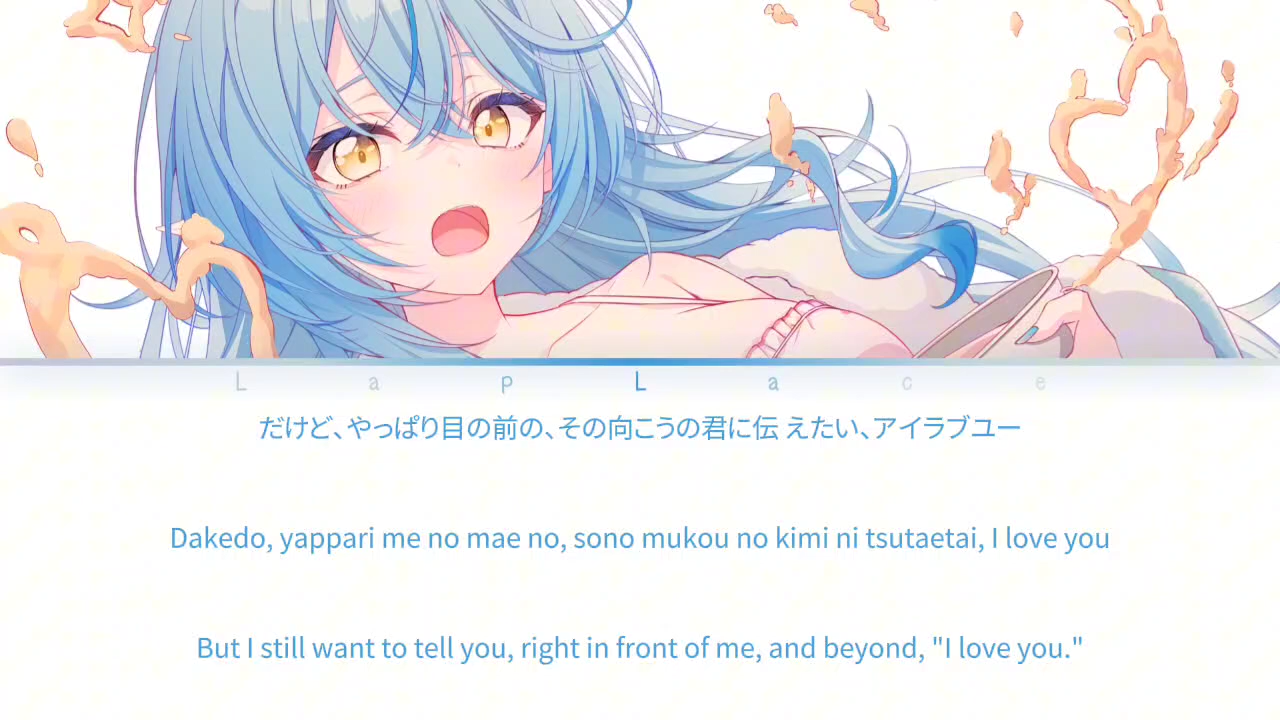 L a p L a c e
だけど、やっぱり目の前の、その向こうの君に伝 えたい、アイラブユー
Dakedo, yappari me no mae no, sono mukou no kimi ni tsutaetai, I love you
But I still want to tell you, right in front of me, and beyond, "I love you."